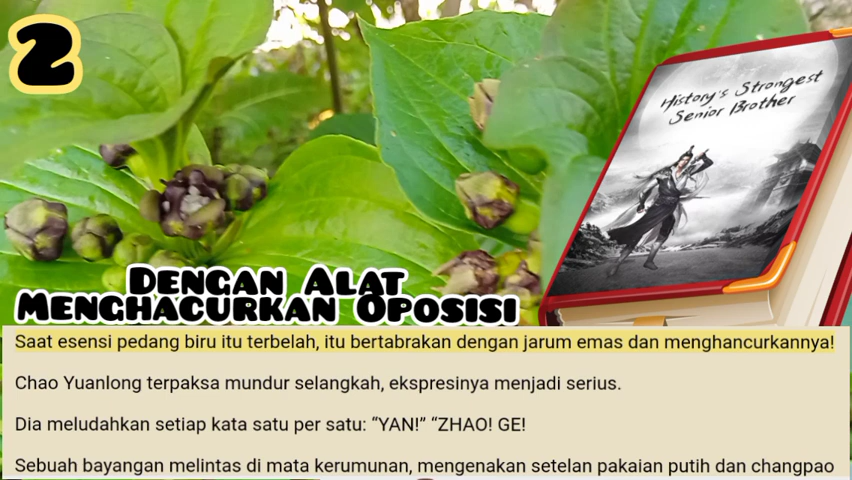 2
History's Strongest
Senior Brother
DENGAN ALAT
MENGHACURKAN OPOSISI
Saat esensi pedang biru itu terbelah, itu bertabrakan dengan jarum emas dan menghancurkannya!
Chao Yuanlong terpaksa mundur selangkah, ekspresinya menjadi serius.
Dia meludahkan setiap kata satu per satu: “YAN!” “ZHAO! GE!
Sebuah bayangan melintas di mata kerumunan, mengenakan setelan pakaian putih dan changpao